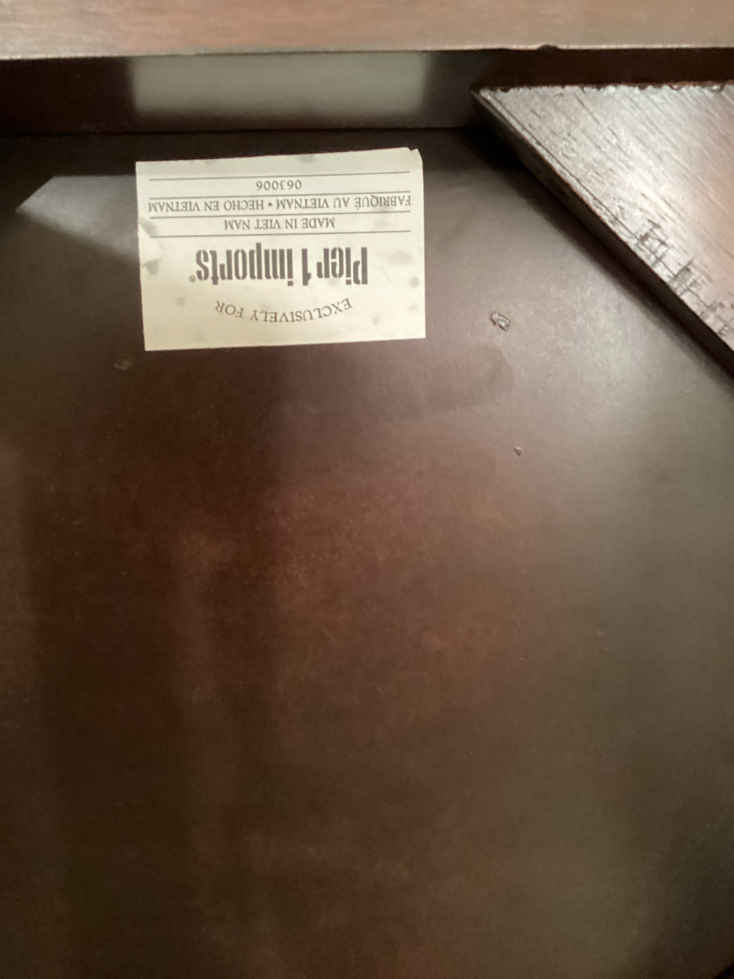 EXCLUSIVELY FOR
Pier 1 imports®
MADE IN VIET NAM
FABRIQUÉ AU VIETNAM • HECHO EN VIETNAM
063006